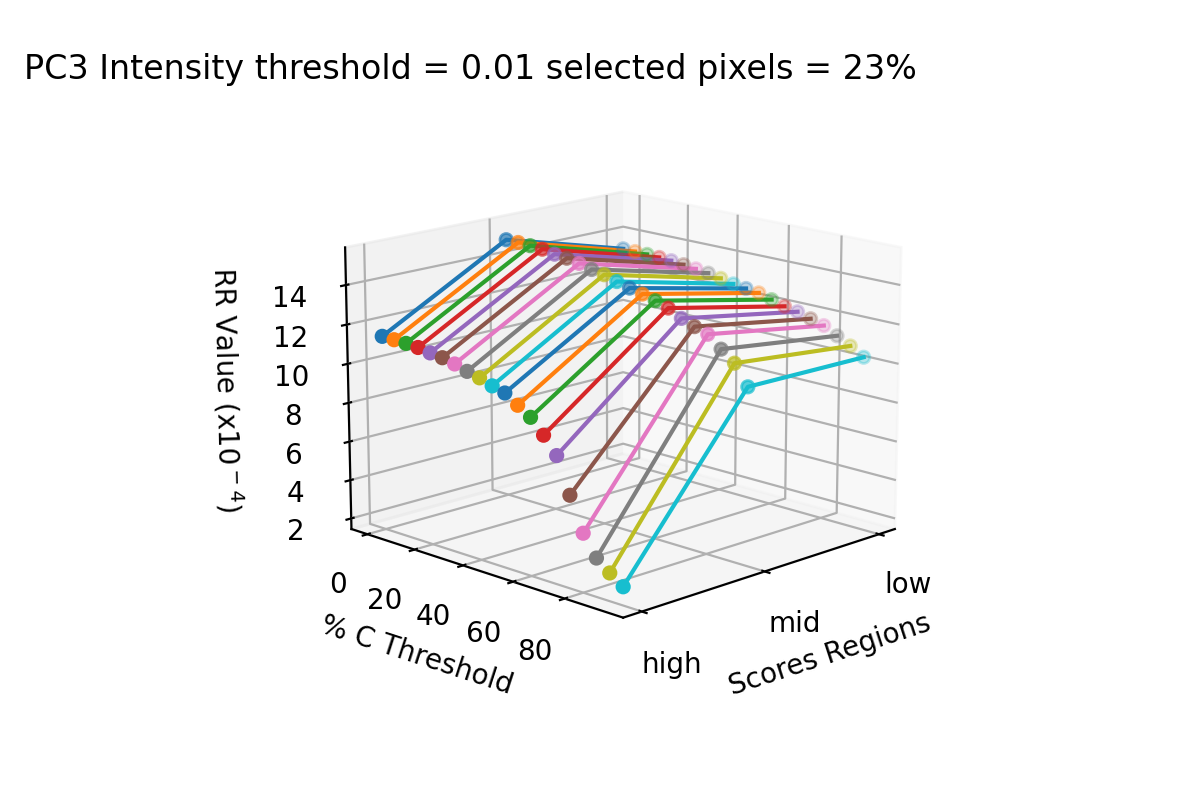 PC3 Intensity threshold = 0.01 selected pixels = 23%
RR Value (x10⁻⁴)
14
12
10
8
6
4
2
0
20
40
60
80
% C Threshold
high
mid
low
Scores Regions